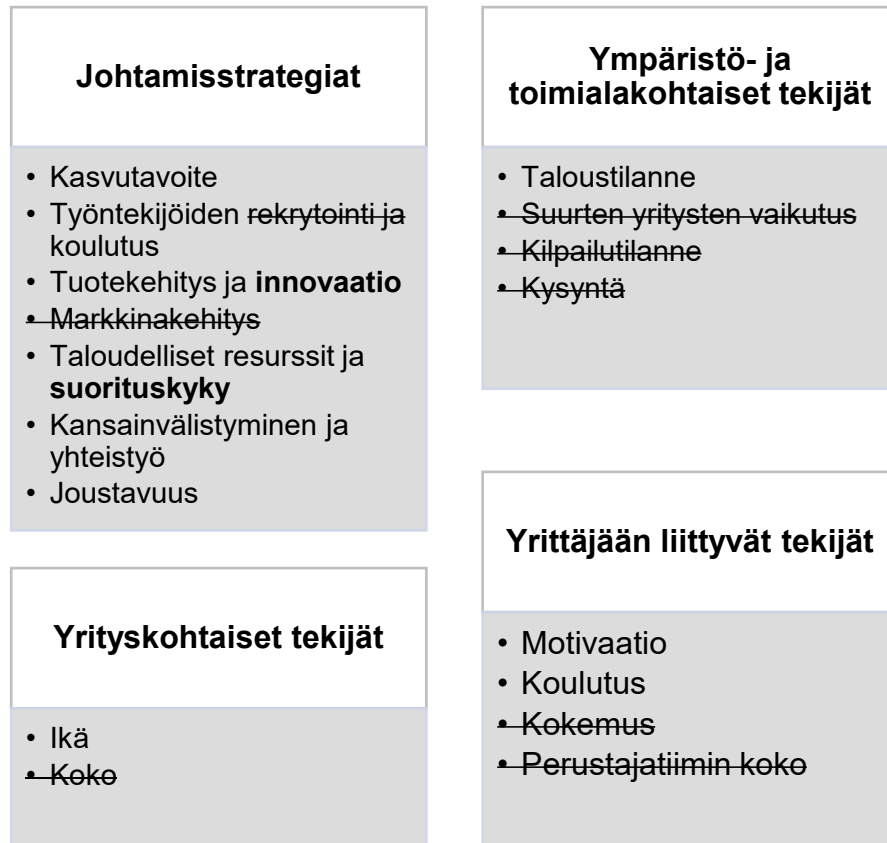 Johtamisstrategiat
• Kasvutavoite
• Työntekijöiden rekrytointi ja
koulutus
• Tuotekehitys ja innovaatio
• Markkinakehitys
• Taloudelliset resurssit ja
suorituskyky
• Kansainvälistyminen ja
yhteistyö
• Joustavuus
Ympäristö- ja
toimialakohtaiset tekijät
• Taloustilanne
• Suurten yritysten vaikutus
• Kilpailutilanne
• Kysyntä
Yrityskohtaiset tekijät
• Ikä
• Koko
Yrittäjään liittyvät tekijät
• Motivaatio
• Koulutus
• Kokemus
• Perustajatiimin koko